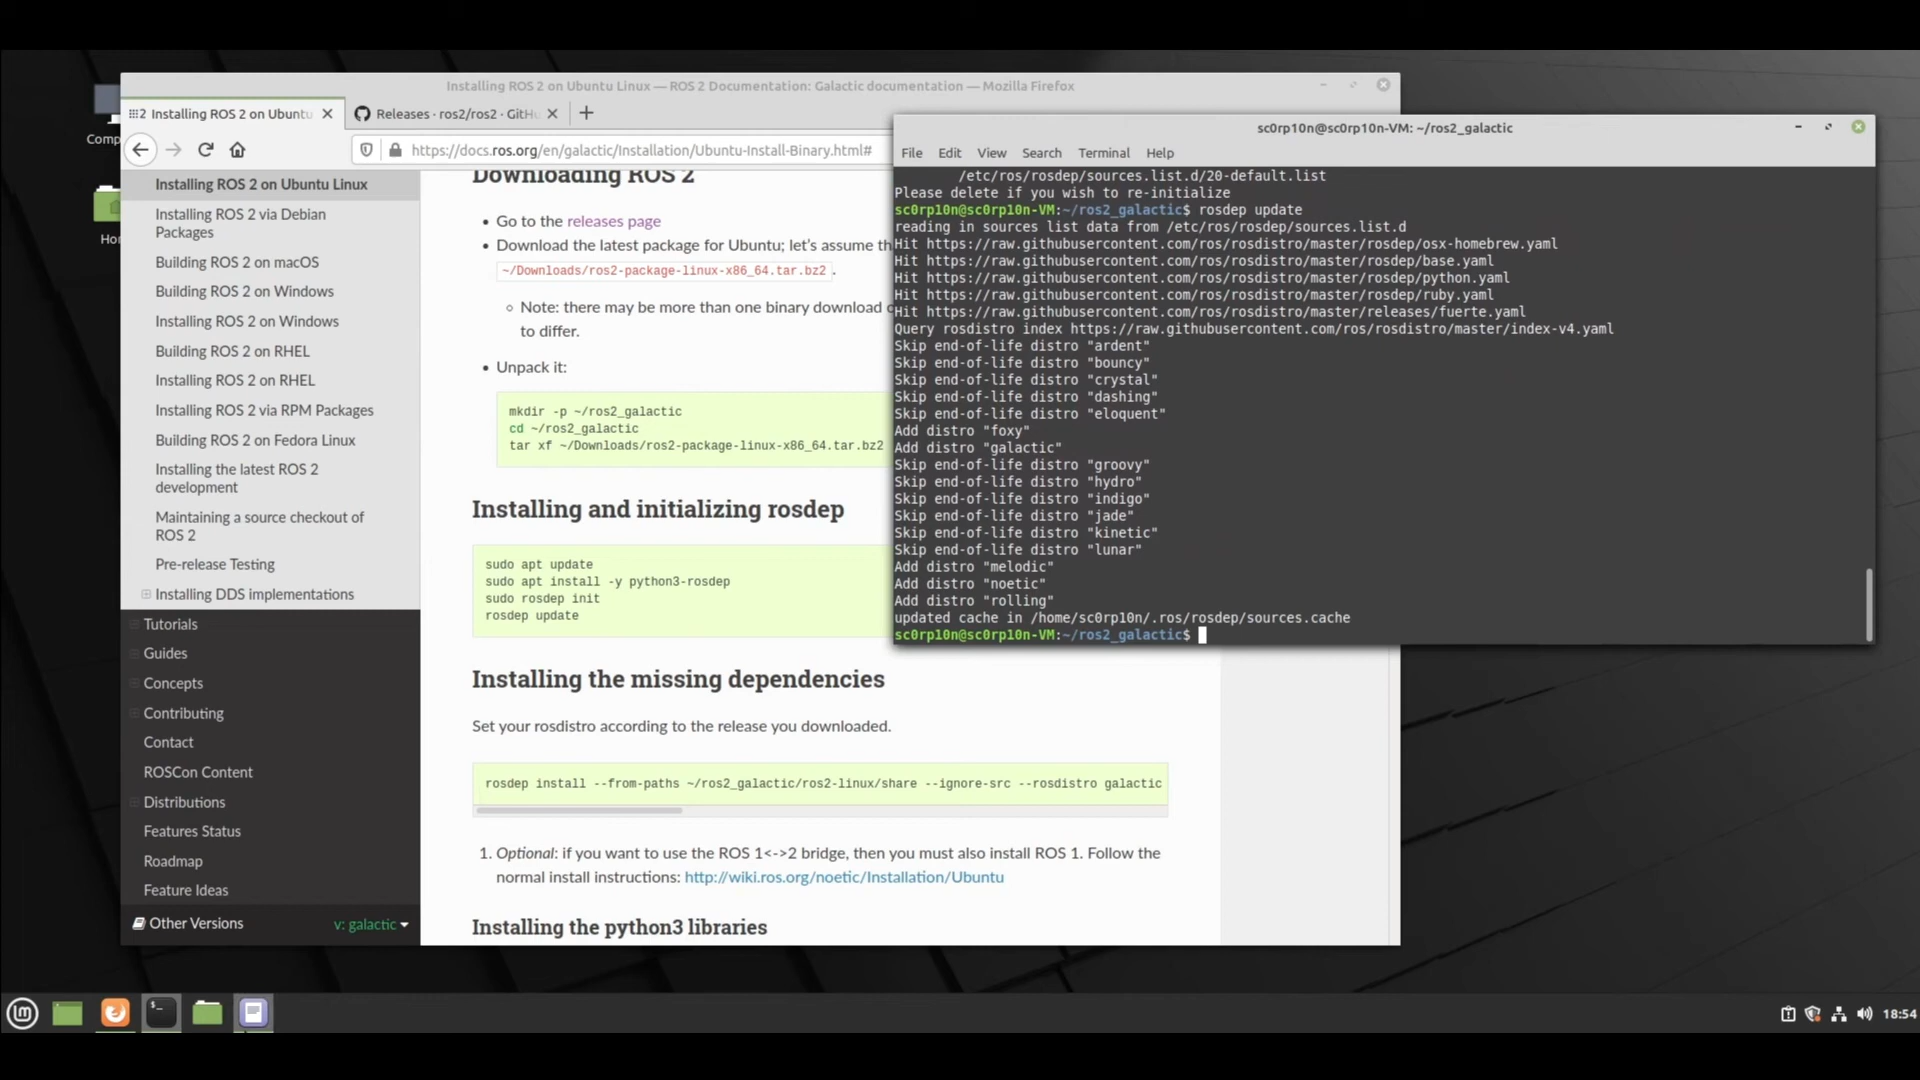 Comp
Hon
Installing ROS 2 on Ubuntu Linux — ROS 2 Documentation: Galactic documentation — Mozilla Firefox
Installing ROS 2 on Ubuntu
Releases · ros2/ros2 · GitH
https://docs.ros.org/en/galactic/Installation/Ubuntu-Install-Binary.html#
Installing ROS 2 on Ubuntu Linux
Installing ROS 2 via Debian
Packages
Building ROS 2 on macOS
Building ROS 2 on Windows
Installing ROS 2 on Windows
Building ROS 2 on RHEL
Installing ROS 2 on RHEL
Installing ROS 2 via RPM Packages
Building ROS 2 on Fedora Linux
Installing the latest ROS 2
development
Maintaining a source checkout of
ROS 2
Pre-release Testing
Installing DDS implementations
Tutorials
Guides
Concepts
Contributing
Contact
ROSCon Content
Distributions
Features Status
Roadmap
Feature Ideas
Other Versions
v: galactic
Downloading ROS 2
Go to the releases page
Download the latest package for Ubuntu; let's assume th
~/Downloads/ros2-package-linux-x86_64.tar.bz2 .
Note: there may be more than one binary download
to differ.
Unpack it:
mkdir -p ~/ros2_galactic
cd ~/ros2_galactic
tar xf ~/Downloads/ros2-package-linux-x86_64.tar.bz2
Installing and initializing rosdep
sudo apt update
sudo apt install -y python3-rosdep
sudo rosdep init
rosdep update
Installing the missing dependencies
Set your rosdistro according to the release you downloaded.
rosdep install --from-paths ~/ros2_galactic/ros2-linux/share --ignore-src --rosdistro galactic
1. Optional: if you want to use the ROS 1<->2 bridge, then you must also install ROS 1. Follow the
normal install instructions: http://wiki.ros.org/noetic/Installation/Ubuntu
Installing the python3 libraries
sc0rp10n@sc0rp10n-VM: ~/ros2_galactic
File Edit View Search Terminal Help
/etc/ros/rosdep/sources.list.d/20-default.list
Please delete if you wish to re-initialize
sc0rp10n@sc0rp10n-VM:~/ros2_galactic$ rosdep update
reading in sources list data from /etc/ros/rosdep/sources.list.d
Hit https://raw.githubusercontent.com/ros/rosdistro/master/rosdep/osx-homebrew.yaml
Hit https://raw.githubusercontent.com/ros/rosdistro/master/rosdep/base.yaml
Hit https://raw.githubusercontent.com/ros/rosdistro/master/rosdep/python.yaml
Hit https://raw.githubusercontent.com/ros/rosdistro/master/rosdep/ruby.yaml
Hit https://raw.githubusercontent.com/ros/rosdistro/master/releases/fuerte.yaml
Query rosdistro index https://raw.githubusercontent.com/ros/rosdistro/master/index-v4.yaml
Skip end-of-life distro "ardent"
Skip end-of-life distro "bouncy"
Skip end-of-life distro "crystal"
Skip end-of-life distro "dashing"
Skip end-of-life distro "eloquent"
Add distro "foxy"
Add distro "galactic"
Skip end-of-life distro "groovy"
Skip end-of-life distro "hydro"
Skip end-of-life distro "indigo"
Skip end-of-life distro "jade"
Skip end-of-life distro "kinetic"
Skip end-of-life distro "lunar"
Add distro "melodic"
Add distro "noetic"
Add distro "rolling"
updated cache in /home/sc0rp10n/.ros/rosdep/sources.cache
sc0rp10n@sc0rp10n-VM:~/ros2_galactic$
18:54